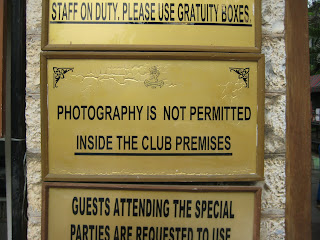 STAFF ON DUTY. PLEASE USE GRATUITY BOXES.
PHOTOGRAPHY IS NOT PERMITTED
INSIDE THE CLUB PREMISES
GUESTS ATTENDING THE SPECIAL
PARTIES ARE REQUESTED TO USE